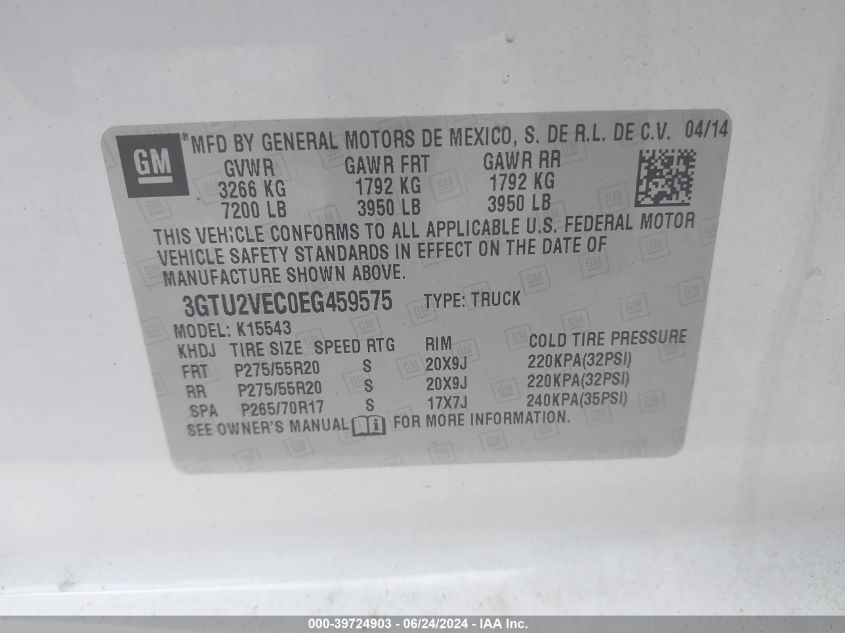 GM ®MFD BY GENERAL MOTORS DE MEXICO, S. DE R.L. DE C.V. 04/14
GVWR GAWR FRT GAWR RR
3266 KG 1792 KG 1792 KG
7200 LB 3950 LB 3950 LB
THIS VEHICLE CONFORMS TO ALL APPLICABLE U.S. FEDERAL MOTOR
VEHICLE SAFETY STANDARDS IN EFFECT ON THE DATE OF
MANUFACTURE SHOWN ABOVE.
3GTU2VEC0EG459575 TYPE: TRUCK
MODEL: K15543
KHDJ TIRE SIZE SPEED RTG RIM COLD TIRE PRESSURE
FRT P275/55R20 S 20X9J 220KPA(32PSI)
RR P275/55R20 S 20X9J 220KPA(32PSI)
SPA P265/70R17 S 17X7J 240KPA(35PSI)
SEE OWNER'S MANUAL FOR MORE INFORMATION.
000-39724903 - 06/24/2024 - IAA Inc.